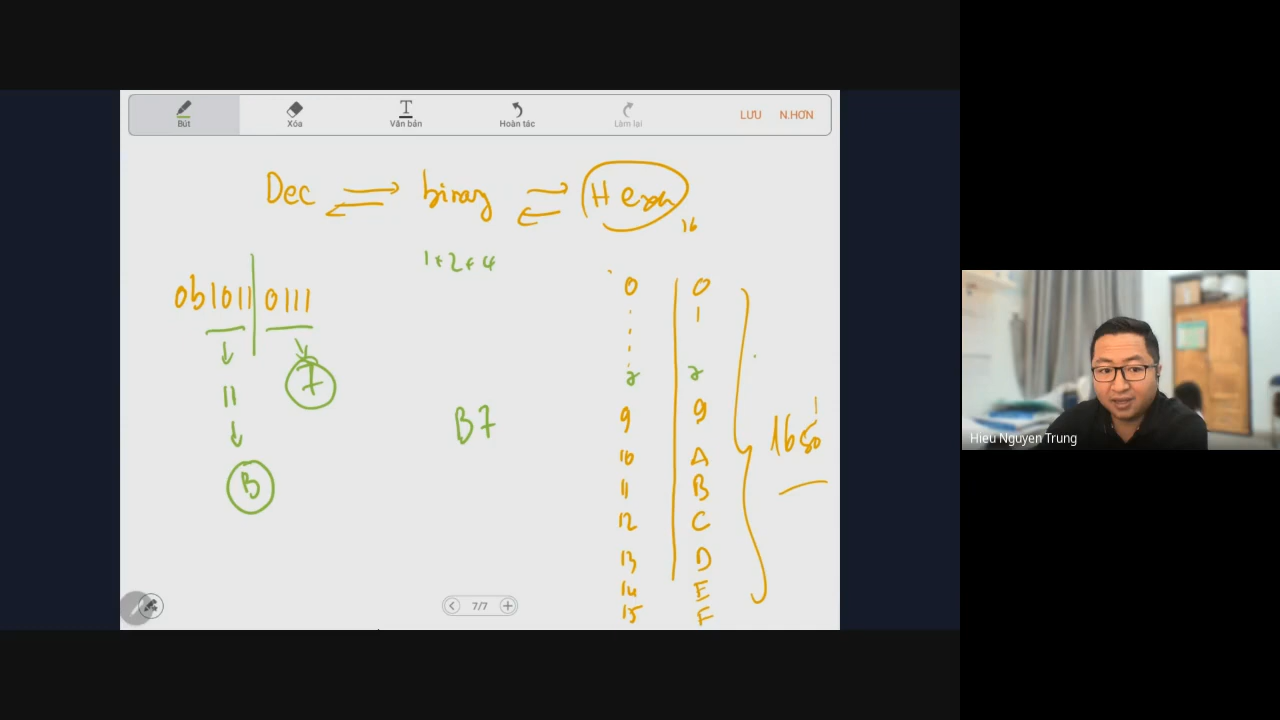 Bút Xóa Văn bản Hoàn tác Làm lại LƯU N.HƠN
Dec binary Hexa
16
1+2+4
0b1011 0111
11 7
B
B7
0 0
1
9 9
10 A
11 B
12 C
13 D
14 E
15 F
16 số
7/7
Hieu Nguyen Trung